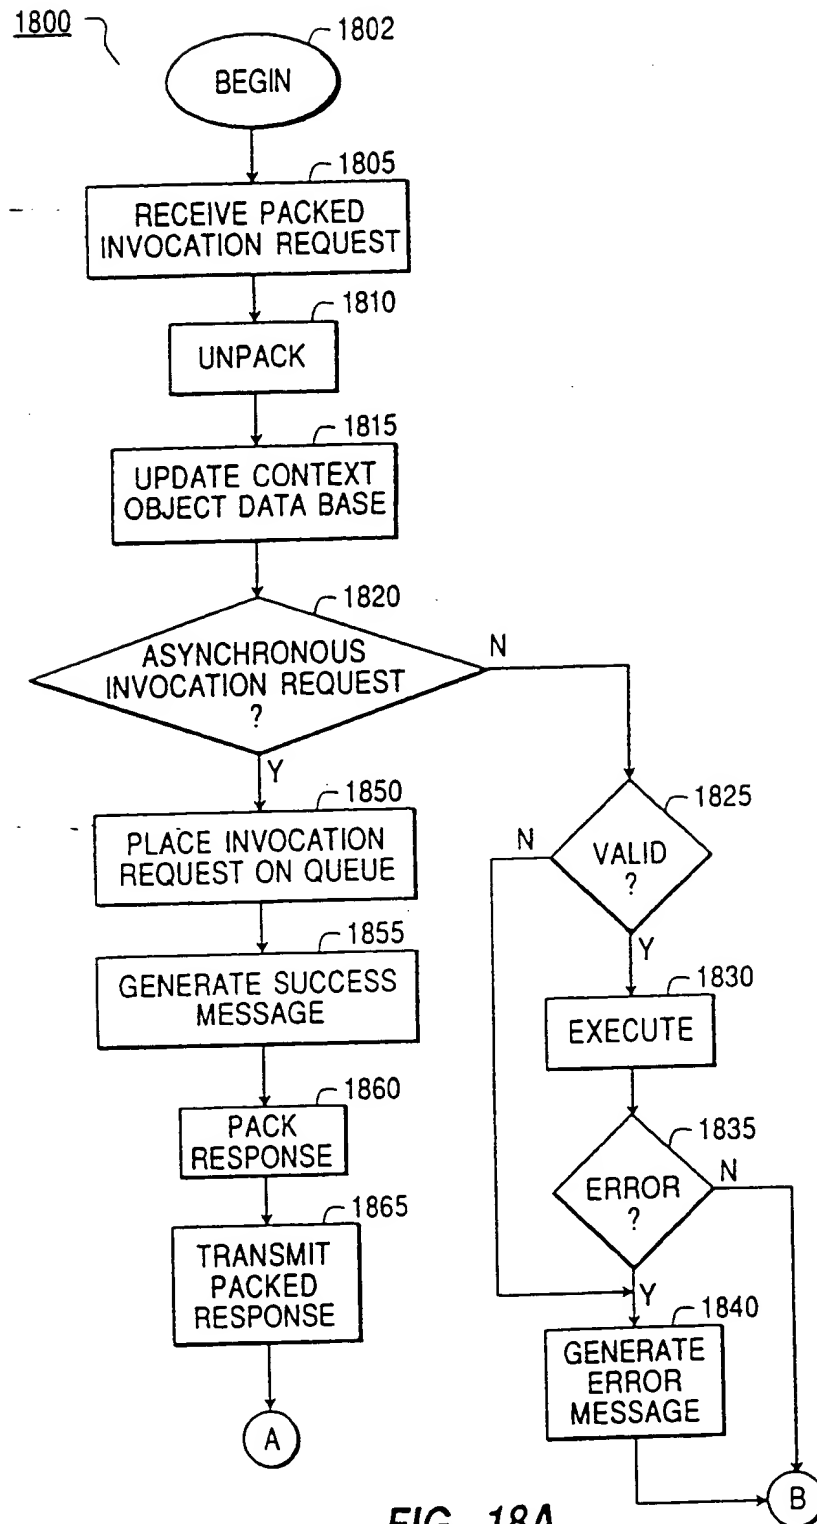 1800
1802
BEGIN
1805
RECEIVE PACKED
INVOCATION REQUEST
1810
UNPACK
1815
UPDATE CONTEXT
OBJECT DATA BASE
1820
ASYNCHRONOUS
INVOCATION REQUEST
?
N
Y
1850
PLACE INVOCATION
REQUEST ON QUEUE
1855
GENERATE SUCCESS
MESSAGE
1860
PACK
RESPONSE
1865
TRANSMIT
PACKED
RESPONSE
A
1825
VALID
?
N
Y
1830
EXECUTE
1835
ERROR
?
N
Y
1840
GENERATE
ERROR
MESSAGE
B
FIG. 18A